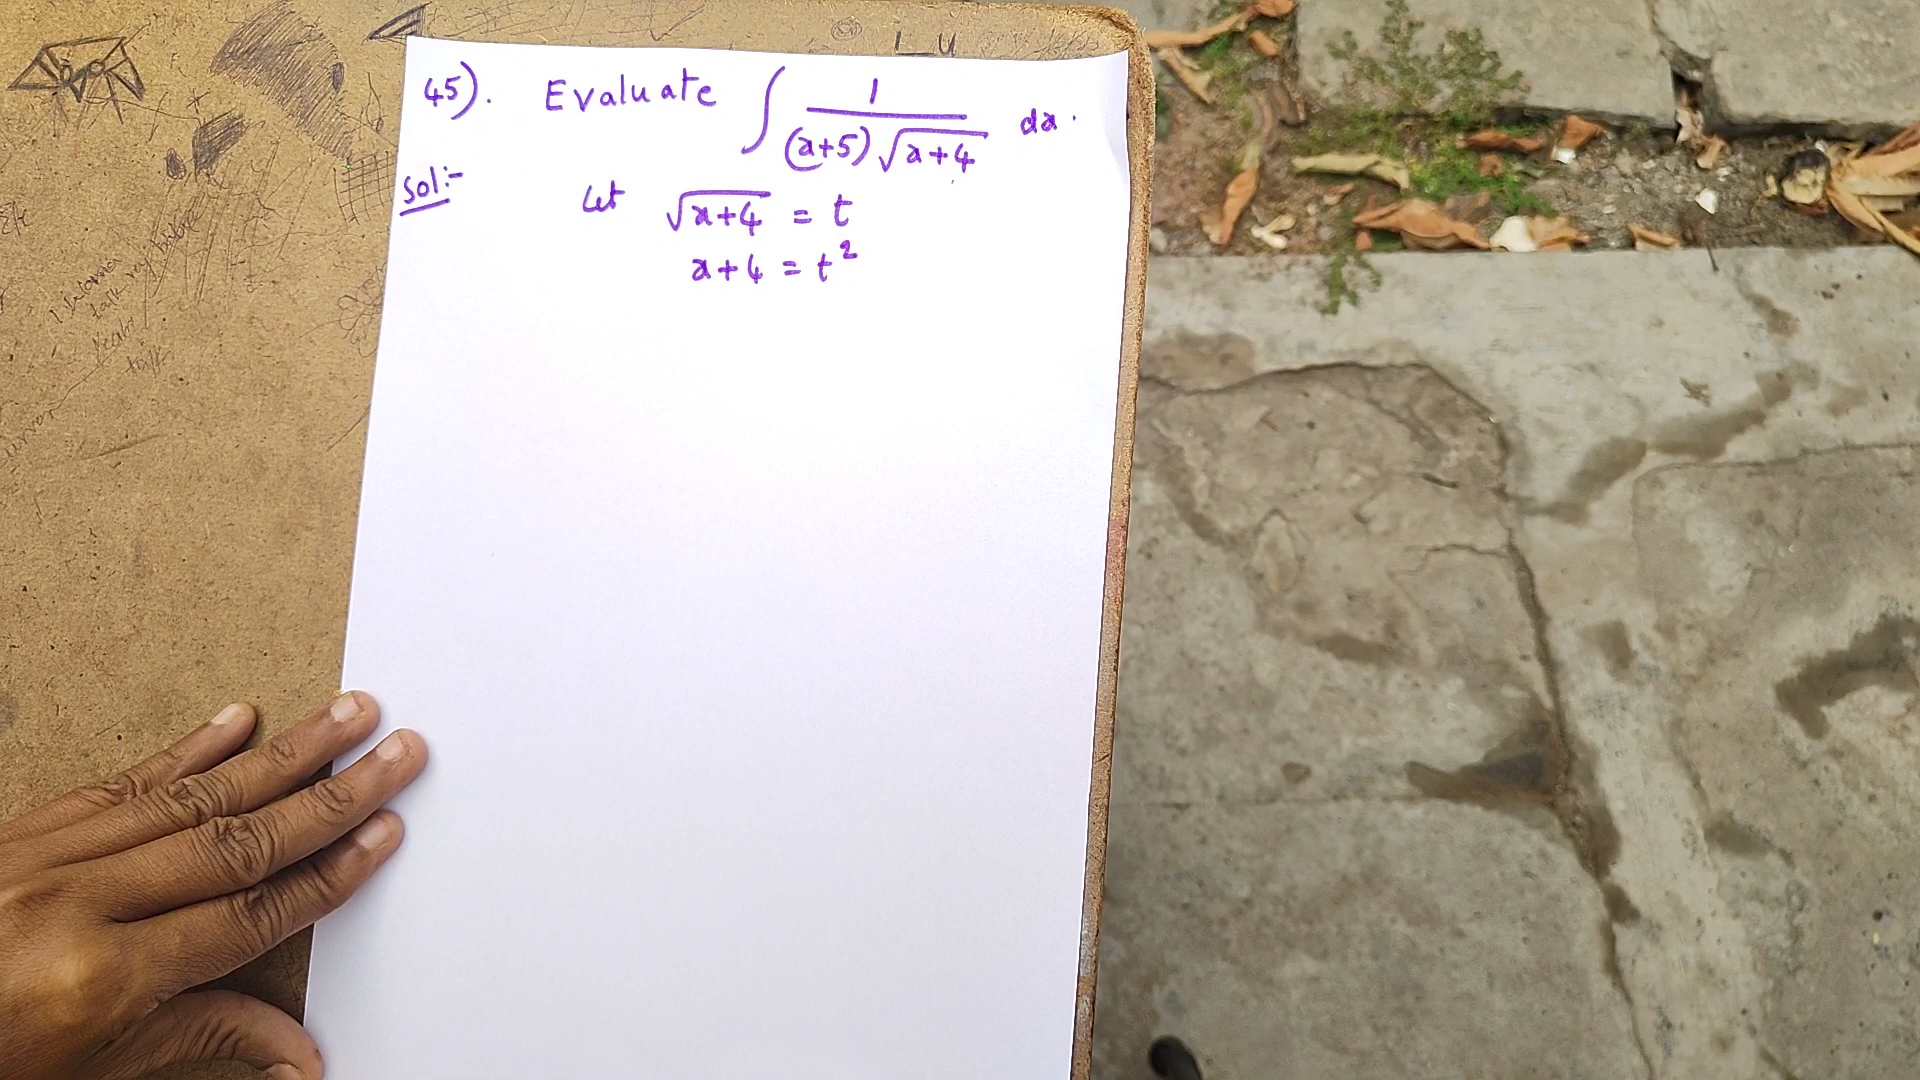 45). Evaluate ∫ 1/((x+5)√(x+4)) dx.
Sol:- Let √(x+4) = t
x+4 = t²